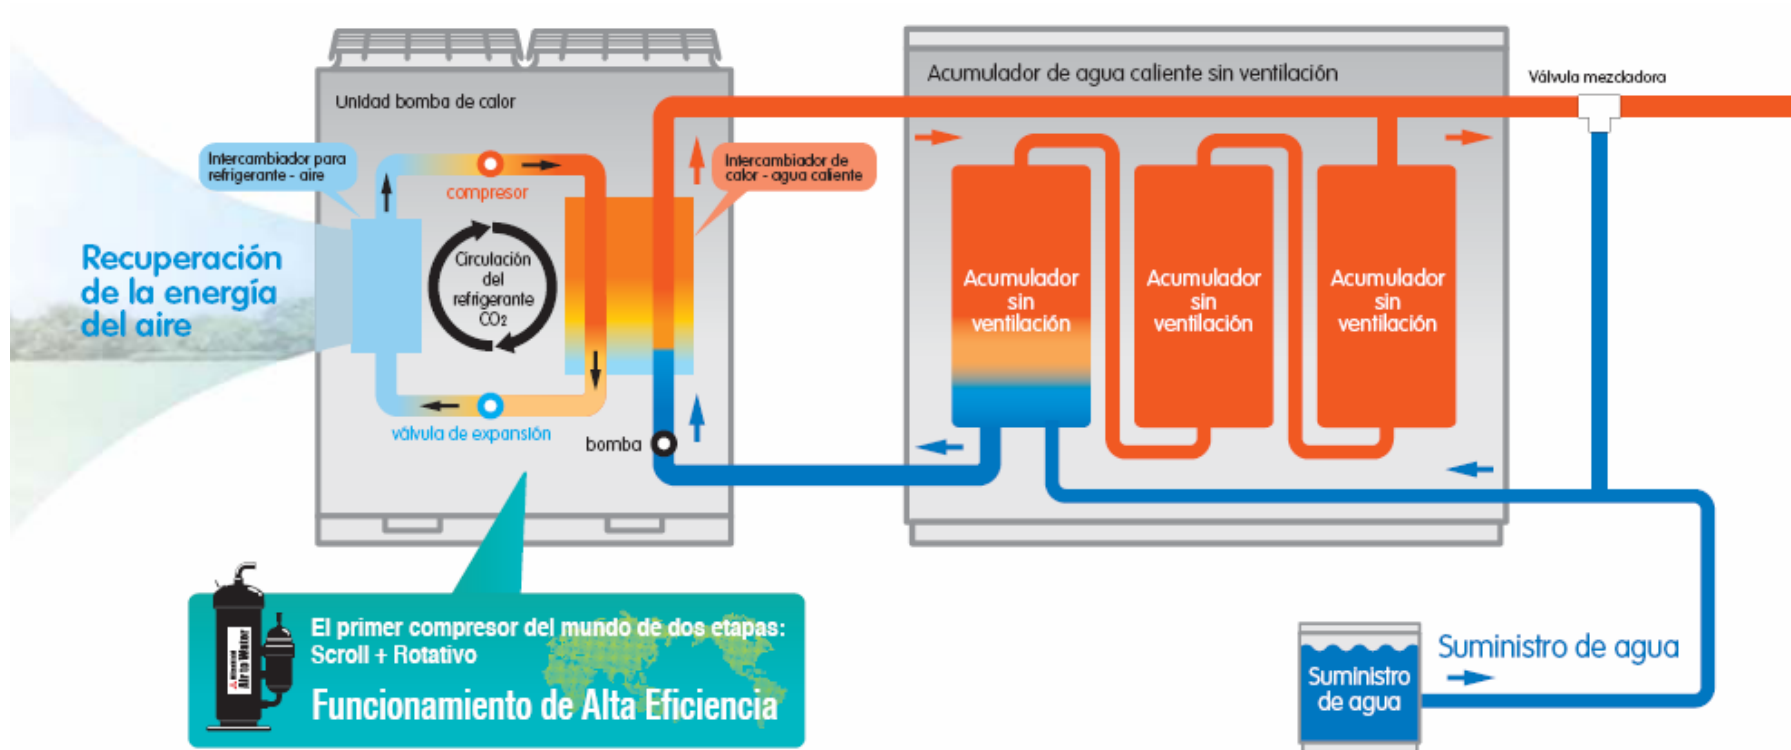 Acumulador de agua caliente sin ventilación
Válvula mezcladora
Unidad bomba de calor
Intercambiador para
refrigerante - aire
Intercambiador de
calor - agua caliente
compresor
Recuperación
de la energía
del aire
Circulación
del
refrigerante
CO2
Acumulador
sin
ventilación
Acumulador
sin
ventilación
Acumulador
sin
ventilación
válvula de expansión
bomba
El primer compresor del mundo de dos etapas:
Scroll + Rotativo
Funcionamiento de Alta Eficiencia
Air to Water
Suministro de agua
Suministro
de agua